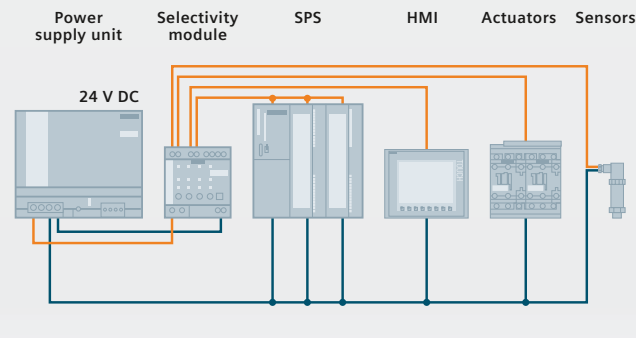 Power
supply unit
Selectivity
module
SPS
HMI
Actuators
Sensors
24 V DC